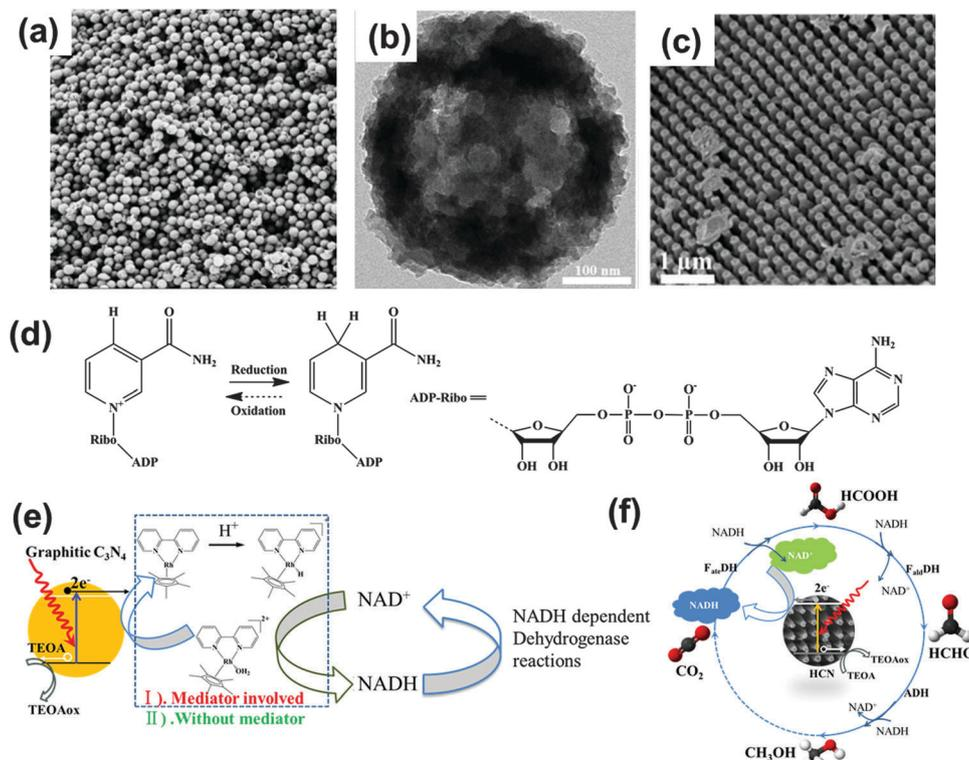 (a)
(b)
100 nm
(c)
1 μm
(d)
H
O
NH₂
N⁺
Ribo
ADP
Reduction
Oxidation
H H
O
NH₂
N
Ribo
ADP
ADP-Ribo
O⁻ O⁻
O P O P O
O O
O
OH OH
O
OH OH
NH₂
N N
N N
(e)
Graphitic C₃N₄
2e⁻
TEOA
TEOAox
N N
Rh
H⁺
N N
Rh
H
N N
Rh
OH₂
2+
I ). Mediator involved
II ) .Without mediator
NAD⁺
NADH
NADH dependent
Dehydrogenase
reactions
(f)
HCOOH
NADH
NAD⁺
FateDH
NADH
FaldDH
NAD⁺
NADH
2e⁻
HCN
TEOAox
TEOA
CO₂
HCHO
ADH
NAD⁺
NADH
CH₃OH